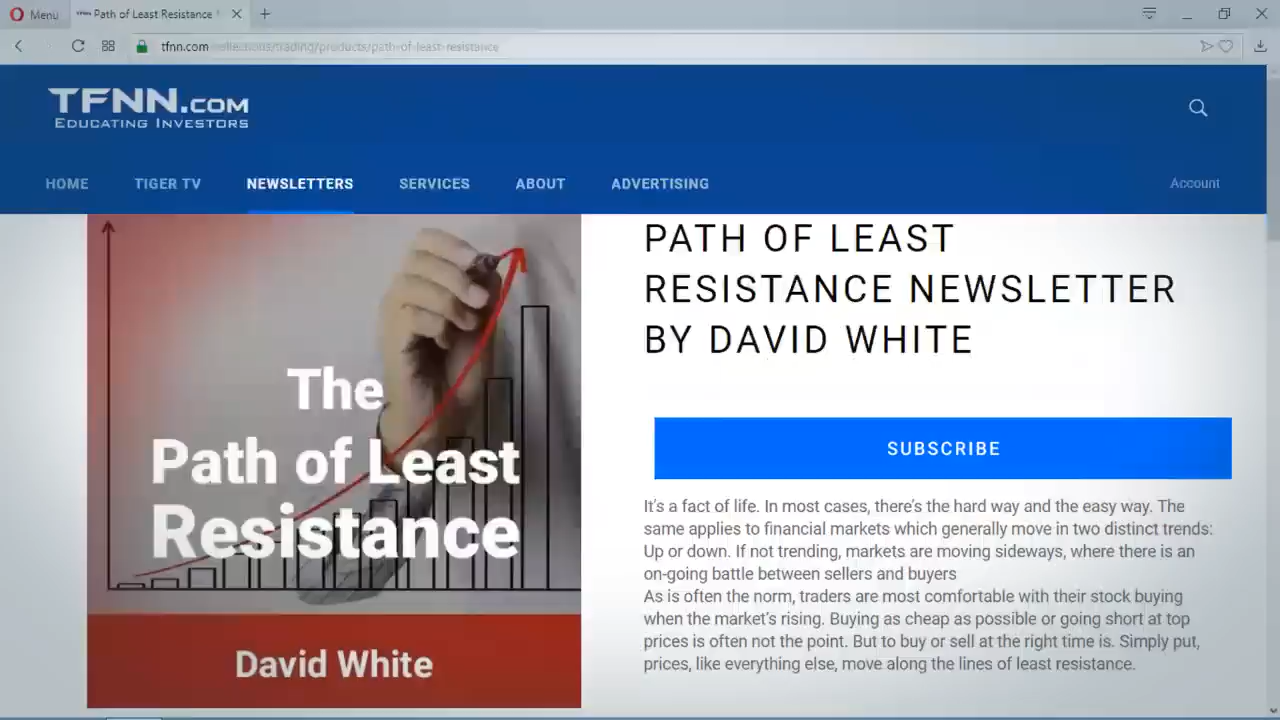 Menu
Path of Least Resistance
tfnn.com/collections/trading/products/path-of-least-resistance
TFNN.COM
EDUCATING INVESTORS
HOME TIGER TV NEWSLETTERS SERVICES ABOUT ADVERTISING Account
PATH OF LEAST
RESISTANCE NEWSLETTER
BY DAVID WHITE
The
Path of Least
Resistance
David White
SUBSCRIBE
It's a fact of life. In most cases, there's the hard way and the easy way. The
same applies to financial markets which generally move in two distinct trends:
Up or down. If not trending, markets are moving sideways, where there is an
on-going battle between sellers and buyers
As is often the norm, traders are most comfortable with their stock buying
when the market's rising. Buying as cheap as possible or going short at top
prices is often not the point. But to buy or sell at the right time is. Simply put,
prices, like everything else, move along the lines of least resistance.